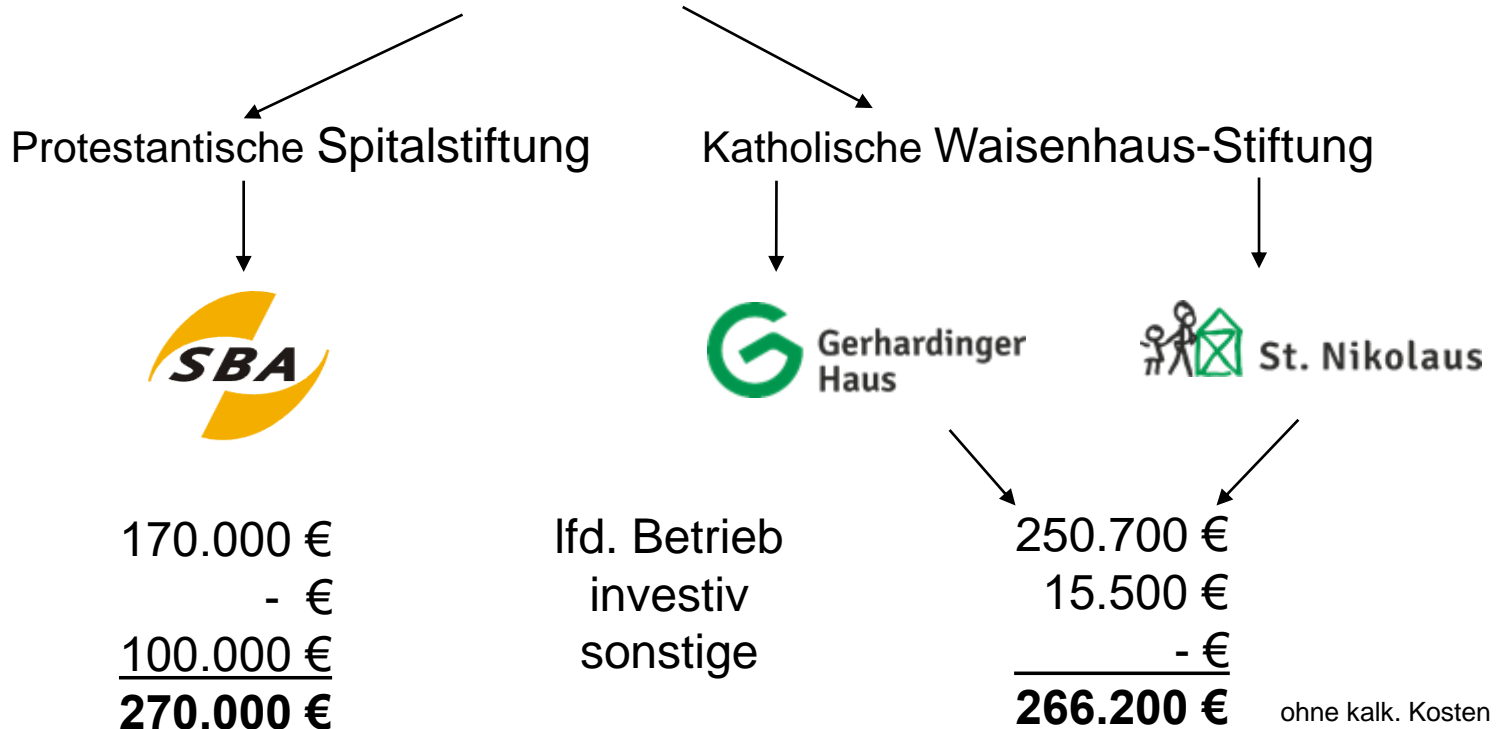 Protestantische Spitalstiftung
Katholische Waisenhaus-Stiftung
SBA
Gerhardinger
Haus
St. Nikolaus
170.000 € lfd. Betrieb 250.700 €
- € investiv 15.500 €
100.000 € sonstige - €
270.000 € 266.200 € ohne kalk. Kosten